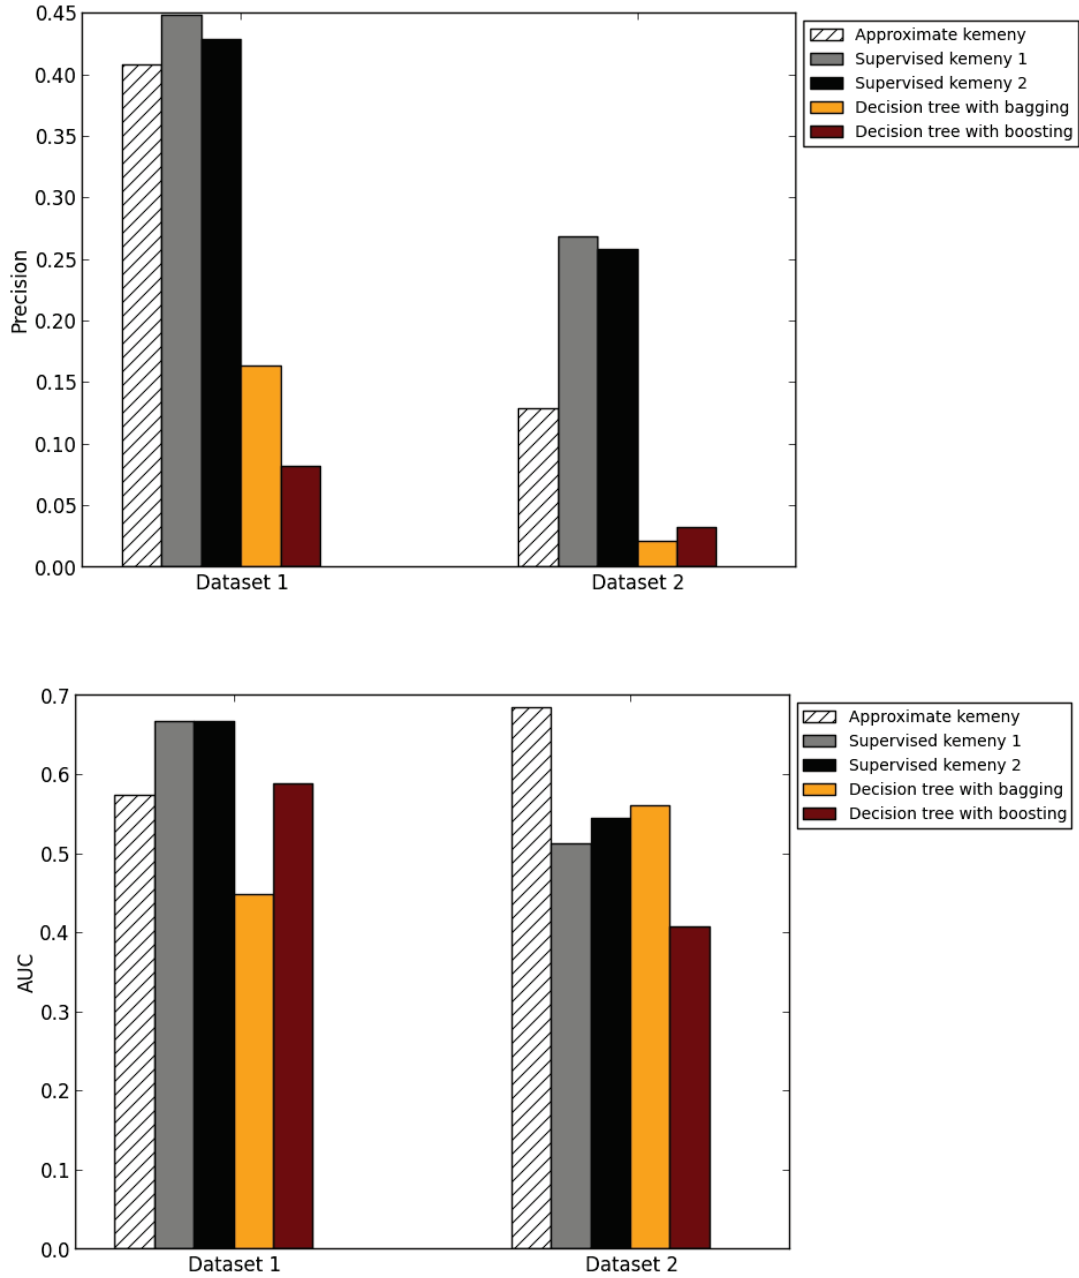 0.45
0.40
0.35
0.30
0.25
0.20
0.15
0.10
0.05
0.00
Precision
Dataset 1
Dataset 2
Approximate kemeny
Supervised kemeny 1
Supervised kemeny 2
Decision tree with bagging
Decision tree with boosting
0.7
0.6
0.5
0.4
0.3
0.2
0.1
0.0
AUC
Dataset 1
Dataset 2
Approximate kemeny
Supervised kemeny 1
Supervised kemeny 2
Decision tree with bagging
Decision tree with boosting